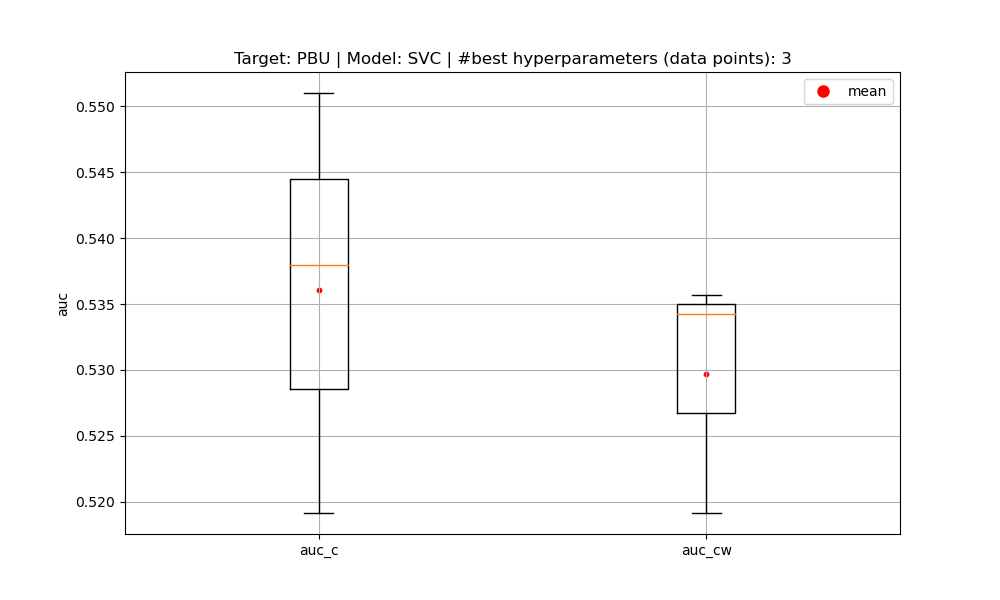 Target: PBU | Model: SVC | #best hyperparameters (data points): 3
mean
0.550
0.545
0.540
0.535
0.530
0.525
0.520
auc
auc_c
auc_cw